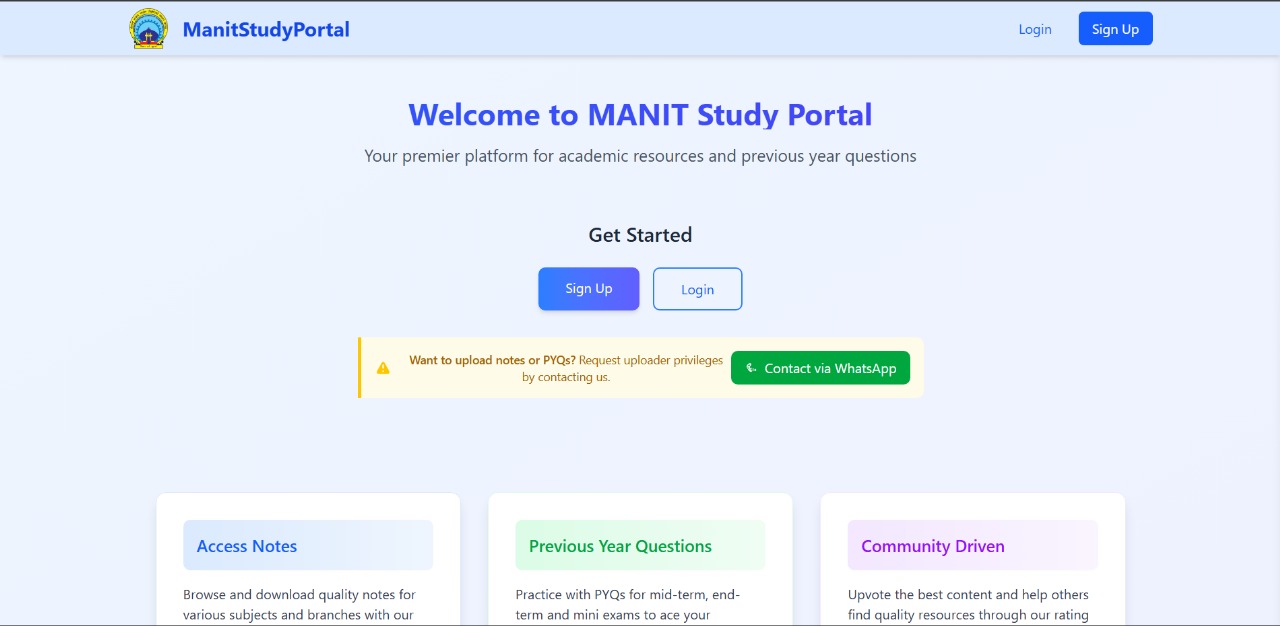 ManitStudyPortal
Login
Sign Up
Welcome to MANIT Study Portal
Your premier platform for academic resources and previous year questions
Get Started
Sign Up
Login
Want to upload notes or PYQs? Request uploader privileges
by contacting us.
Contact via WhatsApp
Access Notes
Browse and download quality notes for
various subjects and branches with our
Previous Year Questions
Practice with PYQs for mid-term, end-
term and mini exams to ace your
Community Driven
Upvote the best content and help others
find quality resources through our rating